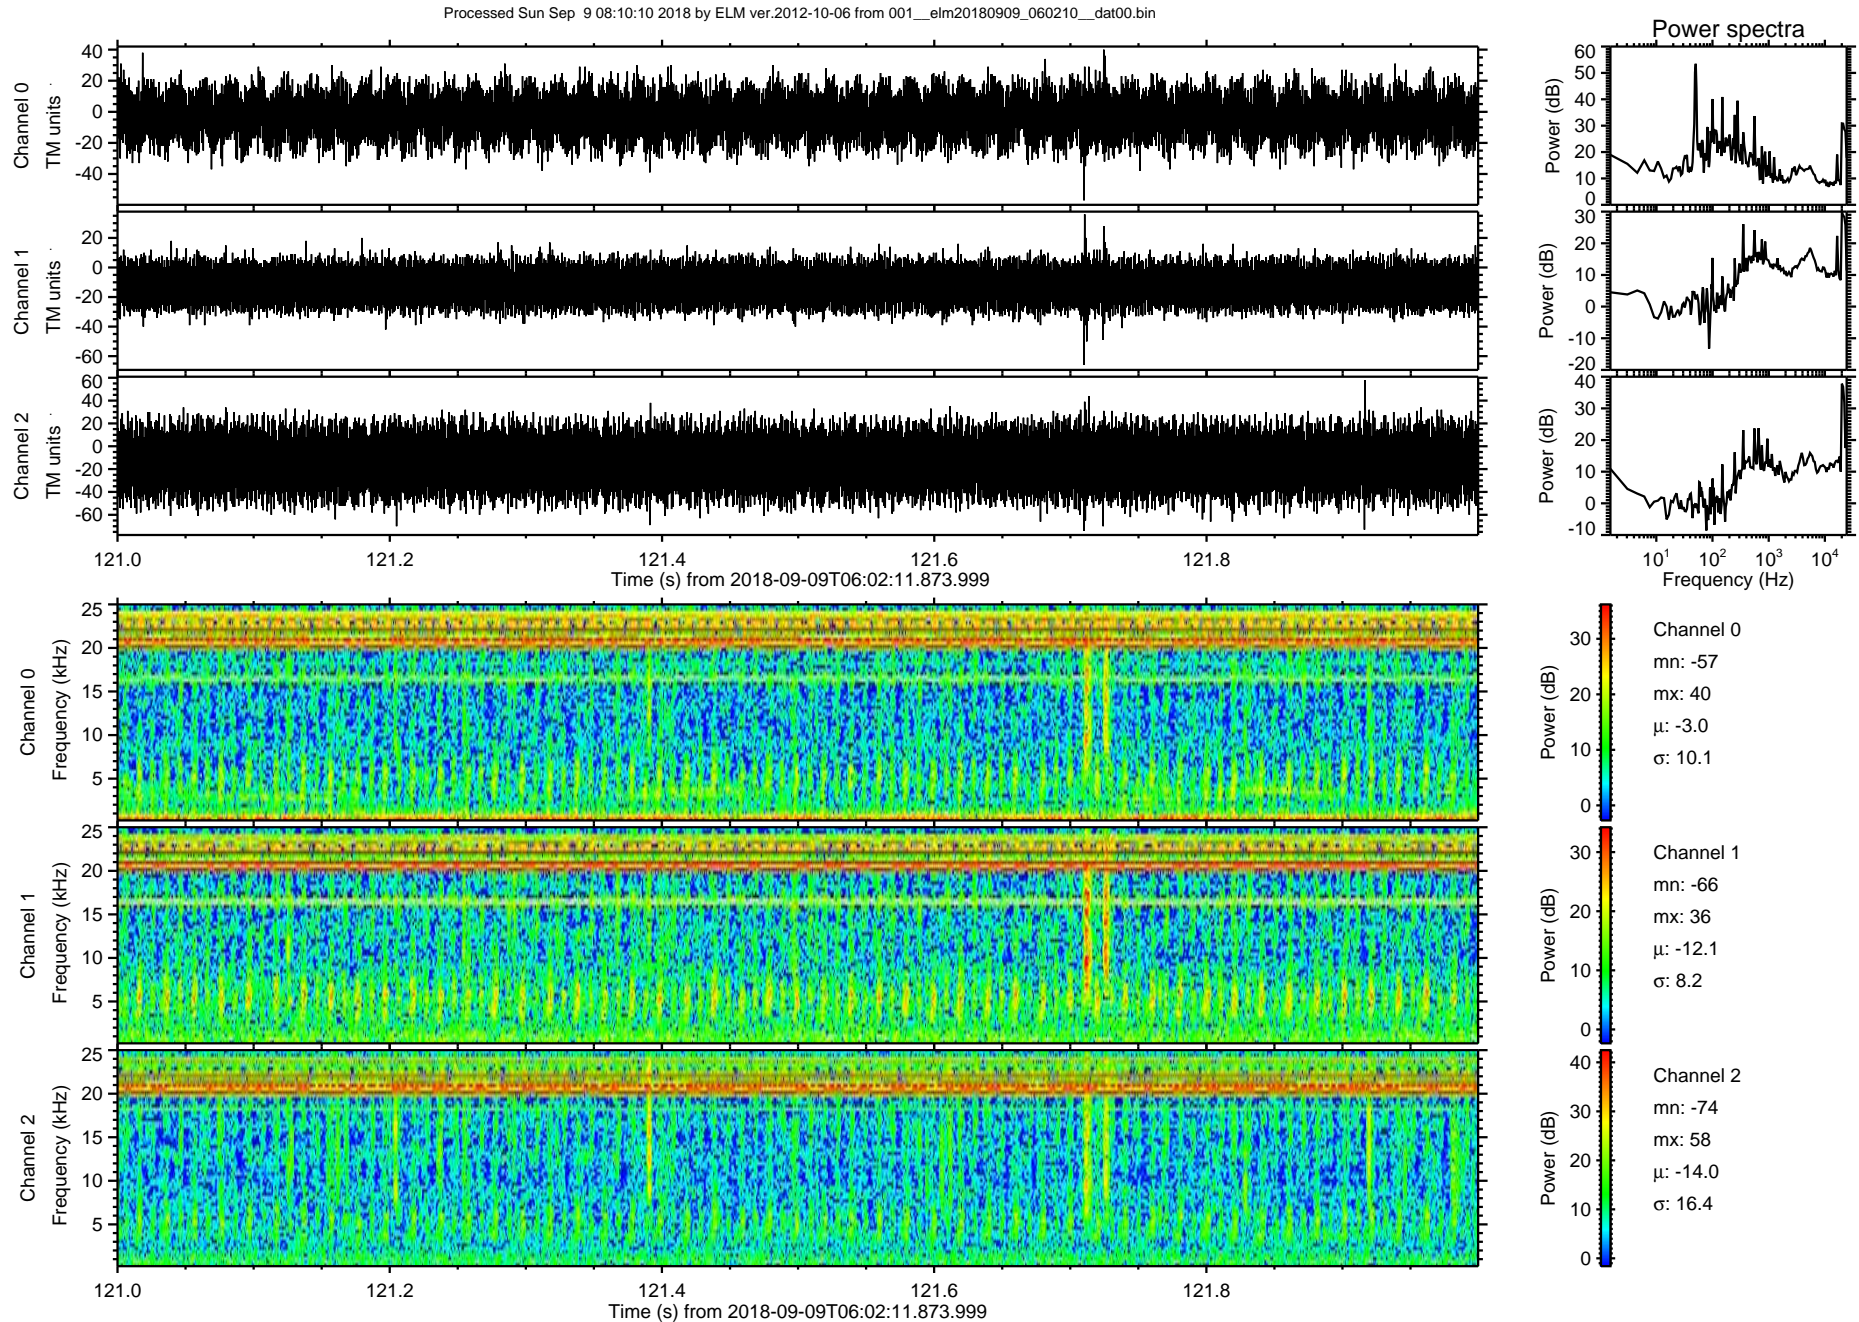 Processed Sun Sep 9 08:10:10 2018 by ELM ver.2012-10-06 from 001__elm20180909_060210__dat00.bin
Power spectra
Channel 0
TM units
40
20
0
-20
-40
Power (dB)
60
50
40
30
20
10
0
Channel 1
TM units
20
0
-20
-40
-60
Power (dB)
30
20
10
0
-10
-20
Channel 2
TM units
60
40
20
0
-20
-40
-60
Power (dB)
40
30
20
10
0
-10
121.0 121.2 121.4 121.6 121.8
Time (s) from 2018-09-09T06:02:11.873.999
10^1 10^2 10^3 10^4
Frequency (Hz)
Channel 0
Frequency (kHz)
25
20
15
10
5
Power (dB)
30
20
10
0
Channel 0
mn: -57
mx: 40
μ: -3.0
σ: 10.1
Channel 1
Frequency (kHz)
25
20
15
10
5
Power (dB)
30
20
10
0
Channel 1
mn: -66
mx: 36
μ: -12.1
σ: 8.2
Channel 2
Frequency (kHz)
25
20
15
10
5
Power (dB)
40
30
20
10
0
Channel 2
mn: -74
mx: 58
μ: -14.0
σ: 16.4
121.0 121.2 121.4 121.6 121.8
Time (s) from 2018-09-09T06:02:11.873.999